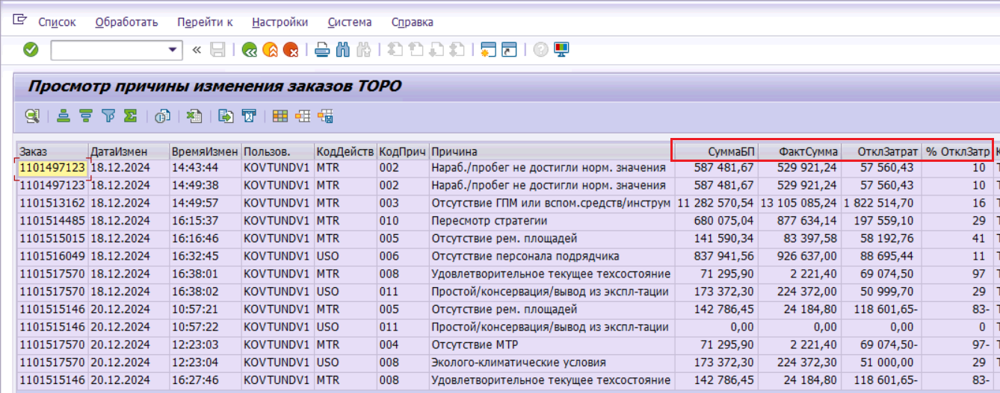 Список Обработать Перейти к Настройки Система Справка
Просмотр причины изменения заказов ТОРО
Заказ ДатаИзмен ВремяИзмен Пользов. КодДейств КодПрич Причина СуммаБП ФактСумма ОтклЗатрат % ОтклЗатр
1101497123 18.12.2024 14:43:44 KOVTUNDV1 MTR 002 Нараб./пробег не достигли норм. значения 587 481,67 529 921,24 57 560,43 10
1101497123 18.12.2024 14:49:38 KOVTUNDV1 MTR 002 Нараб./пробег не достигли норм. значения 587 481,67 529 921,24 57 560,43 10
1101513162 18.12.2024 14:49:57 KOVTUNDV1 MTR 003 Отсутствие ГПМ или вспом.средств/инструм 11 282 570,54 13 105 085,24 1 822 514,70 16
1101514485 18.12.2024 16:15:37 KOVTUNDV1 MTR 010 Пересмотр стратегии 680 075,04 877 634,14 197 559,10 29
1101515015 18.12.2024 16:16:46 KOVTUNDV1 MTR 005 Отсутствие рем. площадей 141 590,34 83 397,58 58 192,76 41
1101516049 18.12.2024 16:32:45 KOVTUNDV1 USO 006 Отсутствие персонала подрядчика 837 941,56 926 637,00 88 695,44 11
1101517570 18.12.2024 16:38:01 KOVTUNDV1 MTR 008 Удовлетворительное текущее техсостояние 71 295,90 2 221,40 69 074,50 97
1101517570 18.12.2024 16:38:02 KOVTUNDV1 USO 011 Простой/консервация/вывод из экспл-тации 173 372,30 224 372,00 50 999,70 29
1101515146 20.12.2024 10:57:21 KOVTUNDV1 MTR 005 Отсутствие рем. площадей 142 786,45 24 184,80 118 601,65- 83-
1101515146 20.12.2024 10:57:22 KOVTUNDV1 USO 011 Простой/консервация/вывод из экспл-тации 0,00 0,00 0,00 0
1101517570 20.12.2024 12:23:03 KOVTUNDV1 MTR 004 Отсутствие МТР 71 295,90 2 221,40 69 074,50- 97-
1101517570 20.12.2024 12:23:04 KOVTUNDV1 USO 008 Эколого-климатические условия 173 372,30 224 372,30 51 000,00 29
1101515146 20.12.2024 16:27:46 KOVTUNDV1 MTR 008 Удовлетворительное текущее техсостояние 142 786,45 24 184,80 118 601,65- 83-